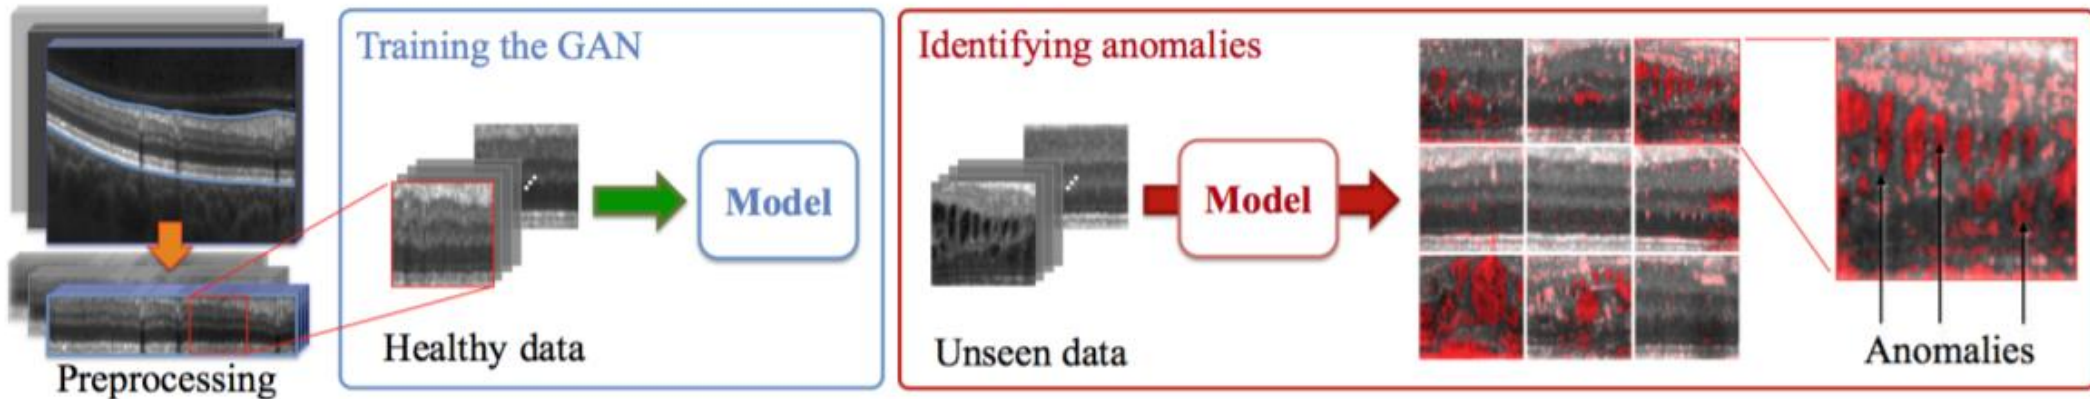 Preprocessing
Training the GAN
Healthy data
Model
Identifying anomalies
Unseen data
Model
Anomalies